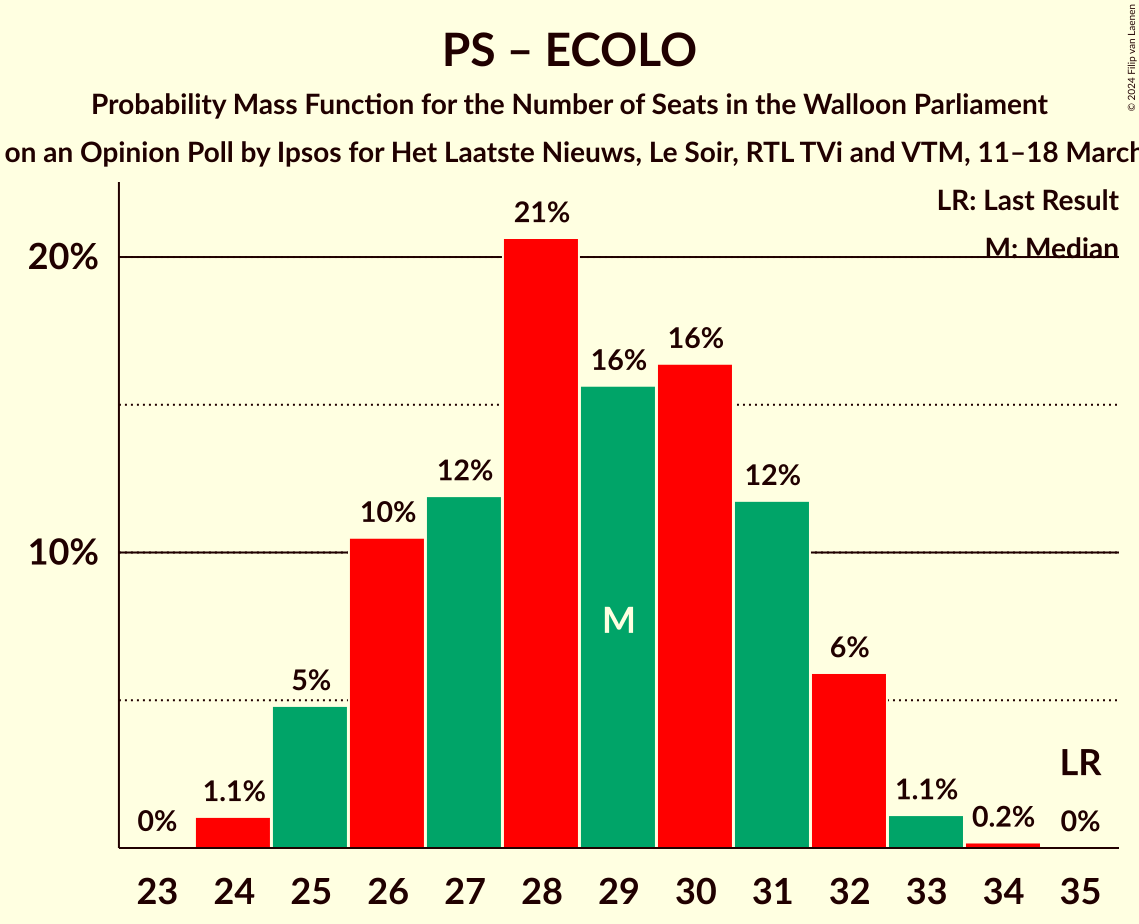 PS – ECOLO
Probability Mass Function for the Number of Seats in the Walloon Parliament
on an Opinion Poll by Ipsos for Het Laatste Nieuws, Le Soir, RTL TVi and VTM, 11–18 March
© 2024 Filip van Laenen
LR: Last Result
M: Median
20%
10%
0%
1.1%
5%
10%
12%
21%
16%
16%
12%
6%
1.1%
0.2%
0%
M
LR
23 24 25 26 27 28 29 30 31 32 33 34 35